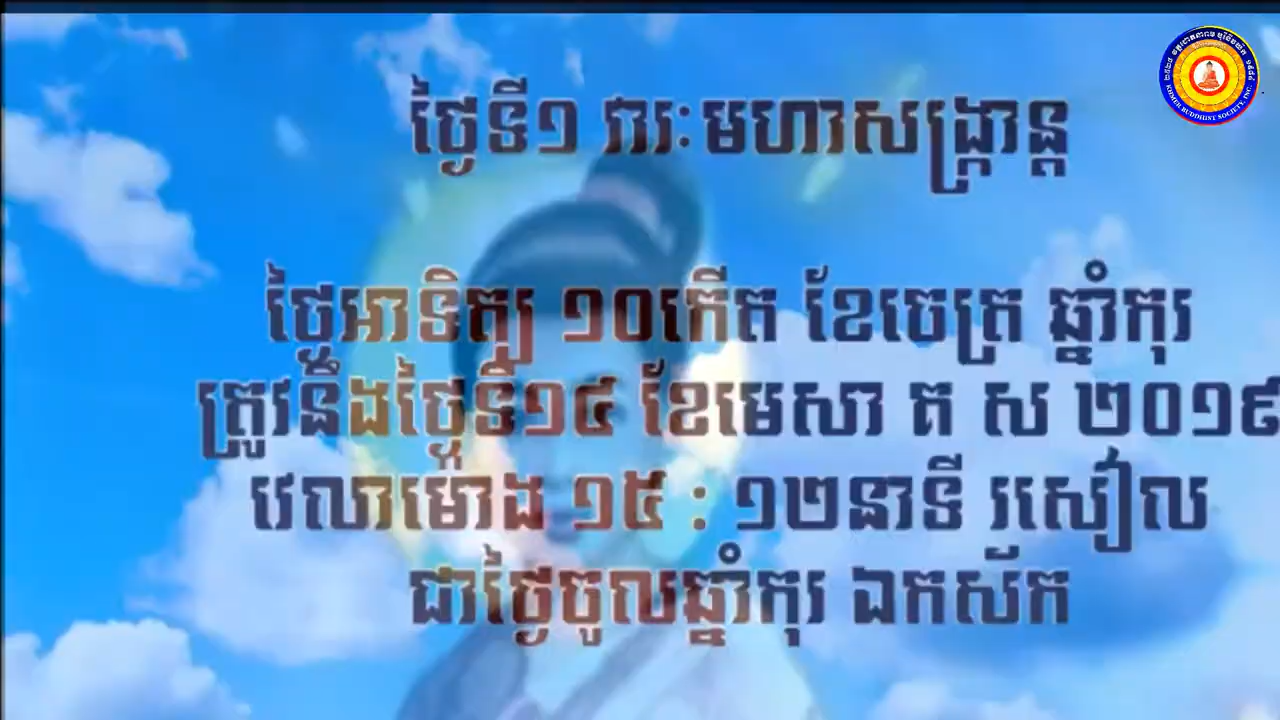 ថ្ងៃទី១ វារៈមហាសង្ក្រាន្ត
ថ្ងៃអាទិត្យ ១០កើត ខែចេត្រ ឆ្នាំកុរ
ត្រូវនឹងថ្ងៃទី១៤ ខែមេសា គ ស ២០១៩
វេលាម៉ោង ១៥ : ១២នាទី រសៀល
ជាថ្ងៃចូលឆ្នាំកុរ ឯកស័ក
KHMER BUDDHIST SOCIETY, INC.